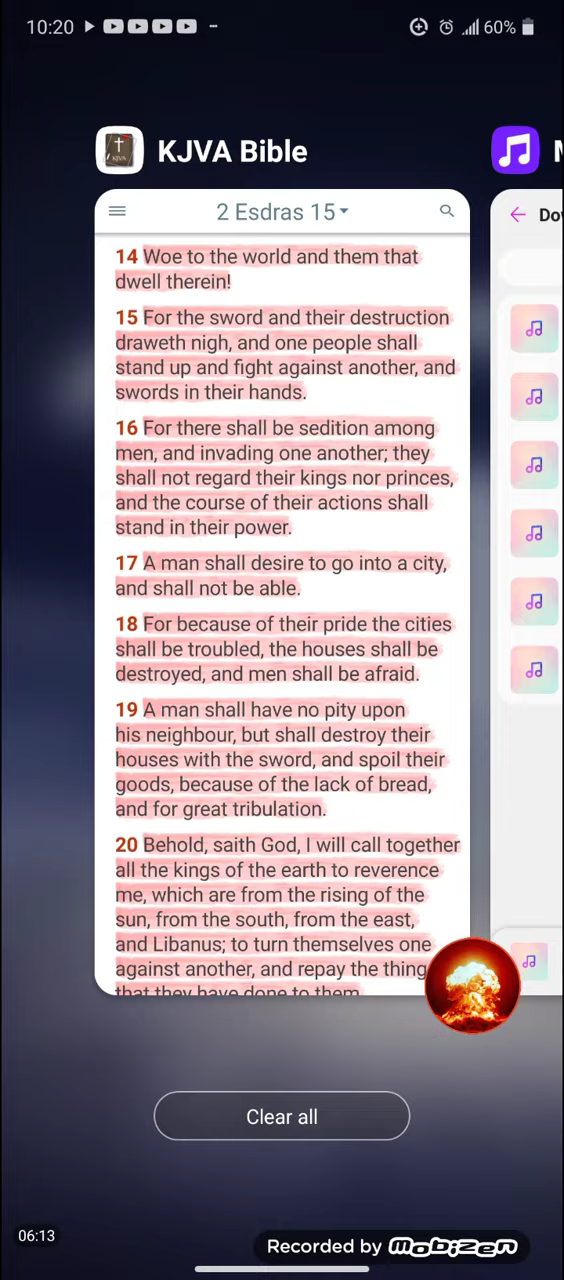 10:20
60%
KJVA Bible
KJVA
2 Esdras 15
Do
14 Woe to the world and them that
dwell therein!
15 For the sword and their destruction
draweth nigh, and one people shall
stand up and fight against another, and
swords in their hands.
16 For there shall be sedition among
men, and invading one another; they
shall not regard their kings nor princes,
and the course of their actions shall
stand in their power.
17 A man shall desire to go into a city,
and shall not be able.
18 For because of their pride the cities
shall be troubled, the houses shall be
destroyed, and men shall be afraid.
19 A man shall have no pity upon
his neighbour, but shall destroy their
houses with the sword, and spoil their
goods, because of the lack of bread,
and for great tribulation.
20 Behold, saith God, I will call together
all the kings of the earth to reverence
me, which are from the rising of the
sun, from the south, from the east,
and Libanus; to turn themselves one
against another, and repay the thing
that they have done to them
Clear all
06:13
Recorded by Mobizen